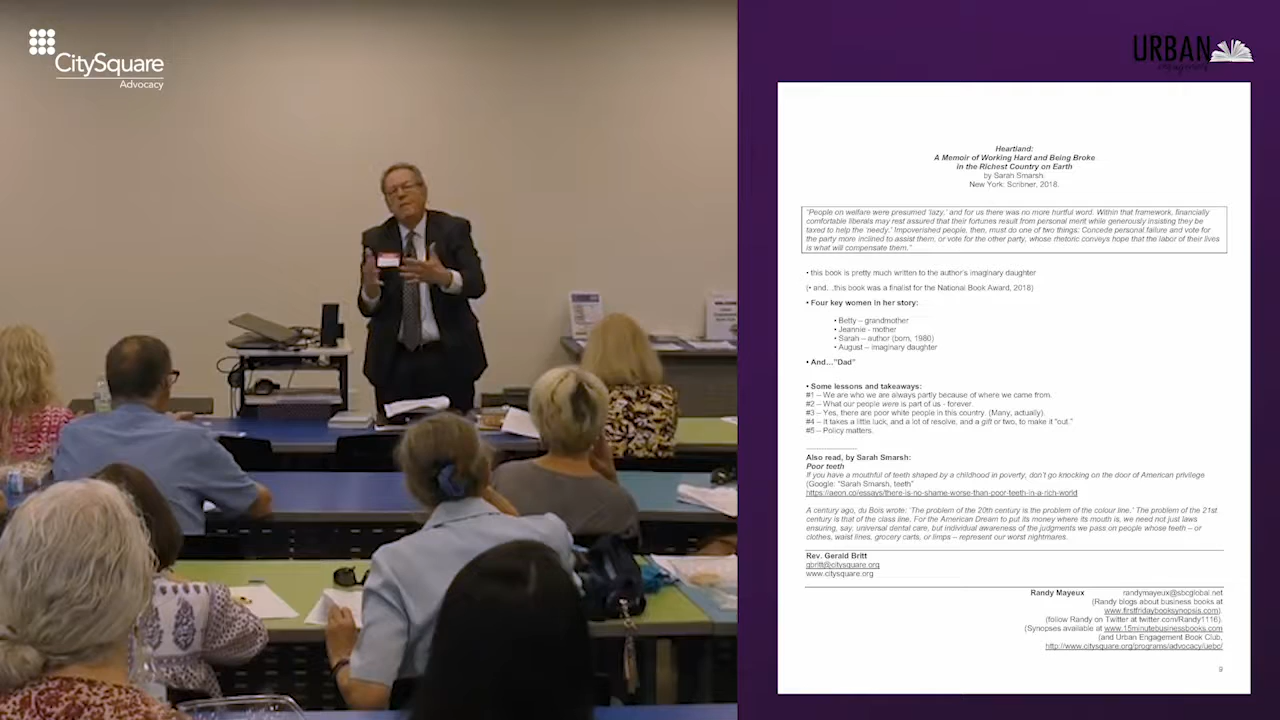 CitySquare
Advocacy
URBAN
Heartland:
A Memoir of Working Hard and Being Broke
in the Richest Country on Earth
by Sarah Smarsh.
New York: Scribner, 2018.
"People on welfare were presumed 'lazy,' and for us there was no more hurtful word. Within that framework, financially
comfortable liberals may rest assured that their fortunes result from personal merit while generously insisting they be
taxed to help the 'needy.' Impoverished people, then, must do one of two things: Concede personal failure and vote for
the party more inclined to assist them, or vote for the other party, whose rhetoric conveys hope that the labor of their lives
is what will compensate them."
• this book is pretty much written to the author's imaginary daughter
(• and. .this book was a finalist for the National Book Award, 2018)
• Four key women in her story:
• Betty – grandmother
• Jeannie - mother
• Sarah – author (born, 1980)
• August – imaginary daughter
• And…"Dad"
• Some lessons and takeaways:
#1 – We are who we are always partly because of where we came from.
#2 – What our people were is part of us - forever.
#3 – Yes, there are poor white people in this country. (Many, actually).
#4 – It takes a little luck, and a lot of resolve, and a gift or two, to make it "out."
#5 – Policy matters.
Also read, by Sarah Smarsh:
Poor teeth
If you have a mouthful of teeth shaped by a childhood in poverty, don't go knocking on the door of American privilege
(Google: "Sarah Smarsh, teeth"
https://aeon.co/essays/there-is-no-shame-worse-than-poor-teeth-in-a-rich-world
A century ago, du Bois wrote: 'The problem of the 20th century is the problem of the colour line.' The problem of the 21st
century is that of the class line. For the American Dream to put its money where its mouth is, we need not just laws
ensuring, say, universal dental care, but individual awareness of the judgments we pass on people whose teeth – or
clothes, waist lines, grocery carts, or limps – represent our worst nightmares.
Rev. Gerald Britt
gbritt@citysquare.org
www.citysquare.org
Randy Mayeux randymayeux@sbcglobal.net
(Randy blogs about business books at
www.firstfridaybooksynopsis.com).
(follow Randy on Twitter at twitter.com/Randy1116).
(Synopses available at www.15minutebusinessbooks.com
(and Urban Engagement Book Club,
http://www.citysquare.org/programs/advocacy/uebc/
9